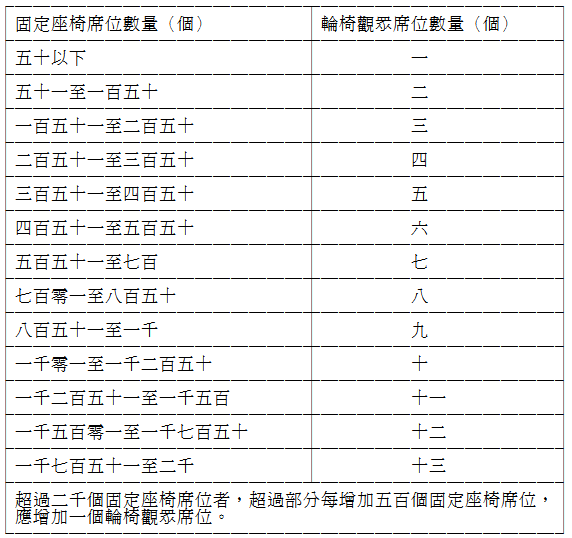 固定座椅席位數量（個） 輪椅觀眾席位數量（個）
五十以下 一
五十一至一百五十 二
一百五十一至二百五十 三
二百五十一至三百五十 四
三百五十一至四百五十 五
四百五十一至五百五十 六
五百五十一至七百 七
七百零一至八百五十 八
八百五十一至一千 九
一千零一至一千二百五十 十
一千二百五十一至一千五百 十一
一千五百零一至一千七百五十 十二
一千七百五十一至二千 十三
超過二千個固定座椅席位者，超過部分每增加五百個固定座椅席位，
應增加一個輪椅觀眾席位。